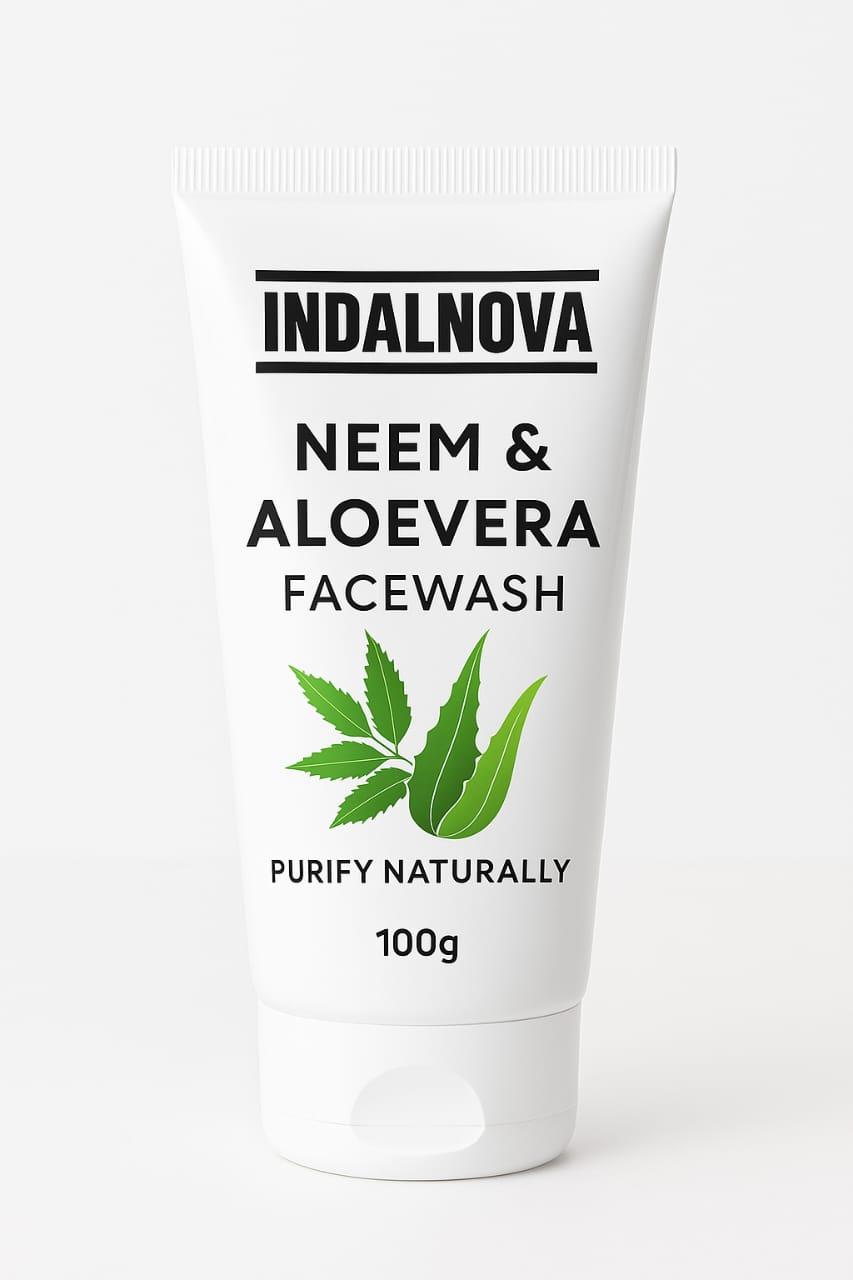 INDALNOVA
NEEM &
ALOEVERA
FACEWASH
PURIFY NATURALLY
100g